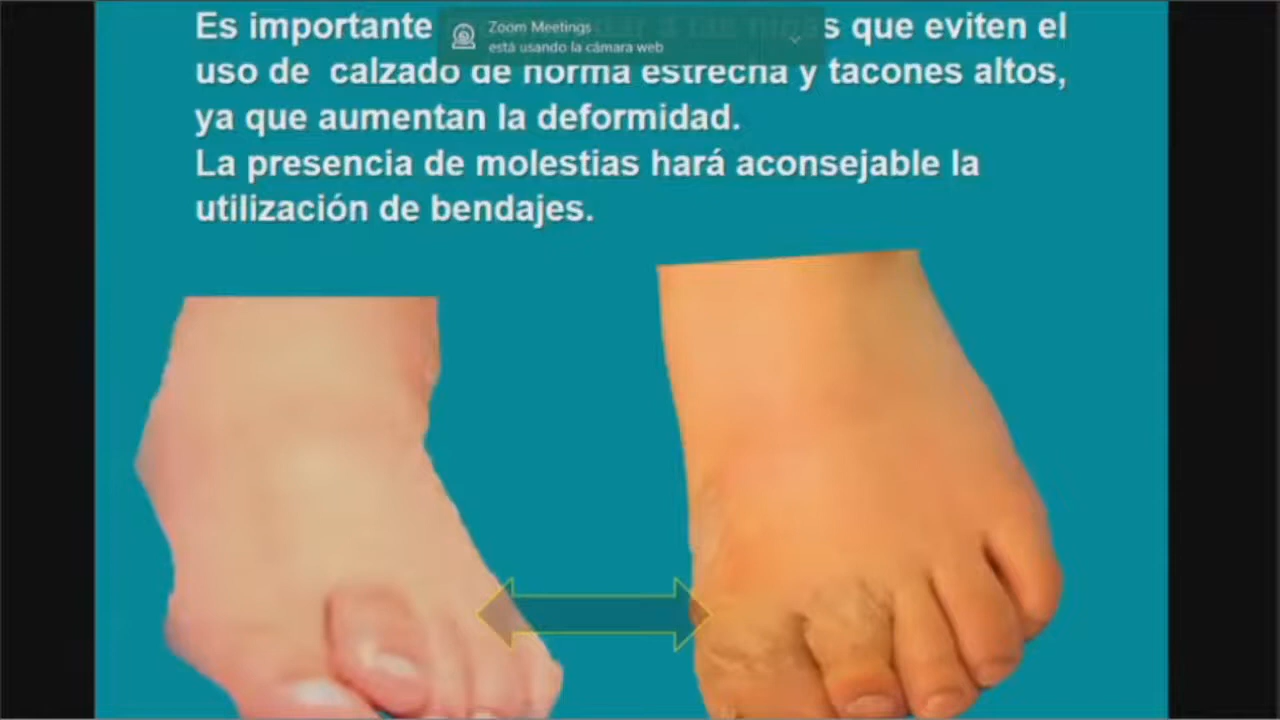 Es importante
s que eviten el
Zoom Meetings
está usando la cámara web
uso de calzado de horma estrecha y tacones altos,
ya que aumentan la deformidad.
La presencia de molestias hará aconsejable la
utilización de bendajes.